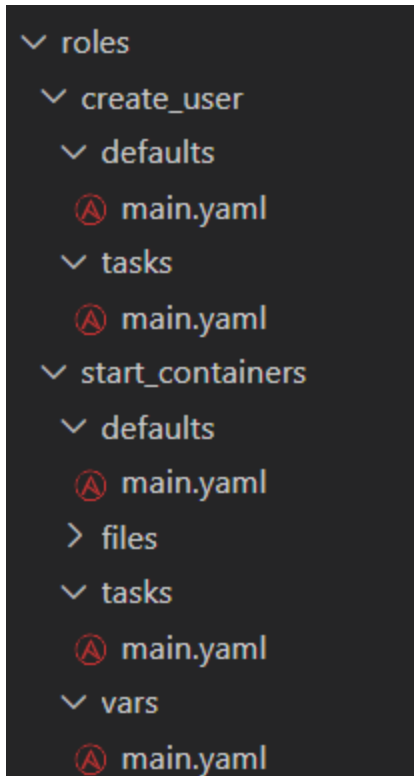 roles
create_user
defaults
main.yaml
tasks
main.yaml
start_containers
defaults
main.yaml
files
tasks
main.yaml
vars
main.yaml